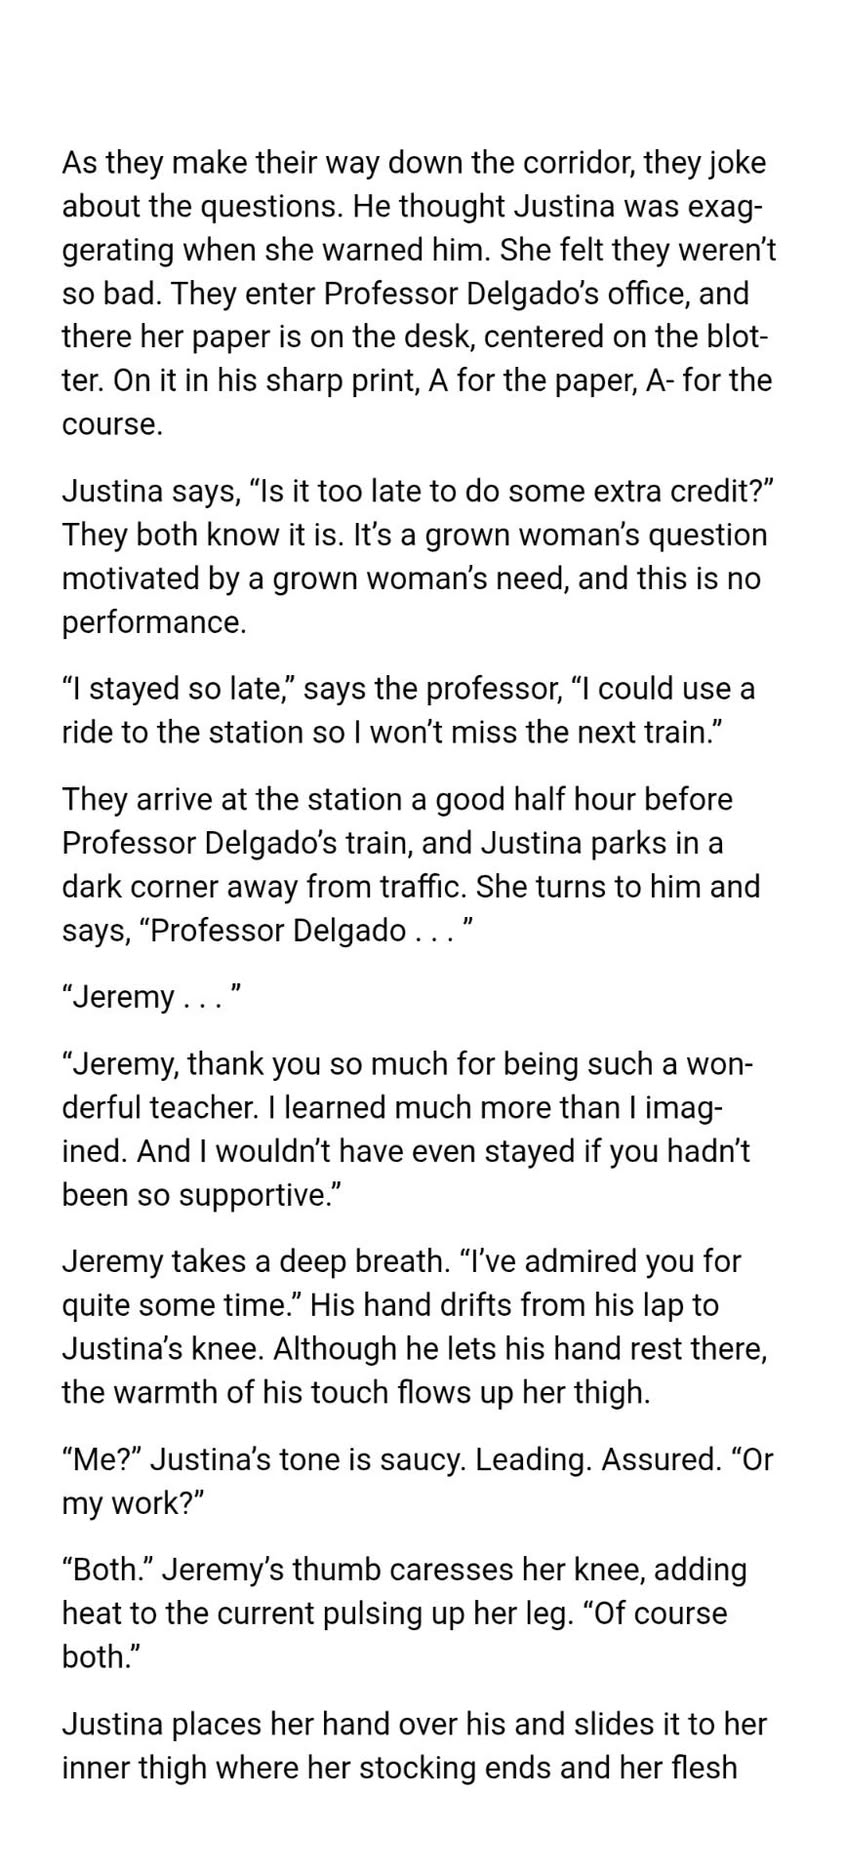 As they make their way down the corridor, they joke
about the questions. He thought Justina was exag-
gerating when she warned him. She felt they weren’t
so bad. They enter Professor Delgado’s office, and
there her paper is on the desk, centered on the blot-
ter. On it in his sharp print, A for the paper, A- for the
course.
Justina says, “Is it too late to do some extra credit?”
They both know it is. It’s a grown woman’s question
motivated by a grown woman’s need, and this is no
performance.
“I stayed so late,” says the professor, “I could use a
ride to the station so I won’t miss the next train.”
They arrive at the station a good half hour before
Professor Delgado’s train, and Justina parks in a
dark corner away from traffic. She turns to him and
says, “Professor Delgado . . . ”
“Jeremy . . . ”
“Jeremy, thank you so much for being such a won-
derful teacher. I learned much more than I imag-
ined. And I wouldn’t have even stayed if you hadn’t
been so supportive.”
Jeremy takes a deep breath. “I’ve admired you for
quite some time.” His hand drifts from his lap to
Justina’s knee. Although he lets his hand rest there,
the warmth of his touch flows up her thigh.
“Me?” Justina’s tone is saucy. Leading. Assured. “Or
my work?”
“Both.” Jeremy’s thumb caresses her knee, adding
heat to the current pulsing up her leg. “Of course
both.”
Justina places her hand over his and slides it to her
inner thigh where her stocking ends and her flesh